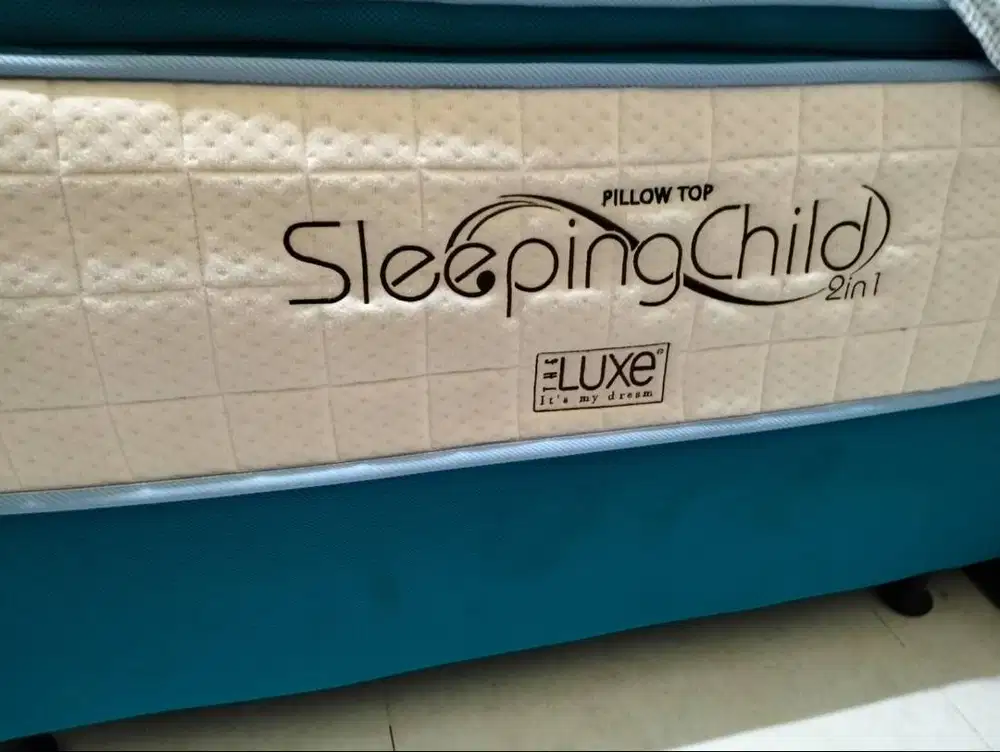 PILLOW TOP
SleepingChild
2in1
THE LUXe®
It's my dream